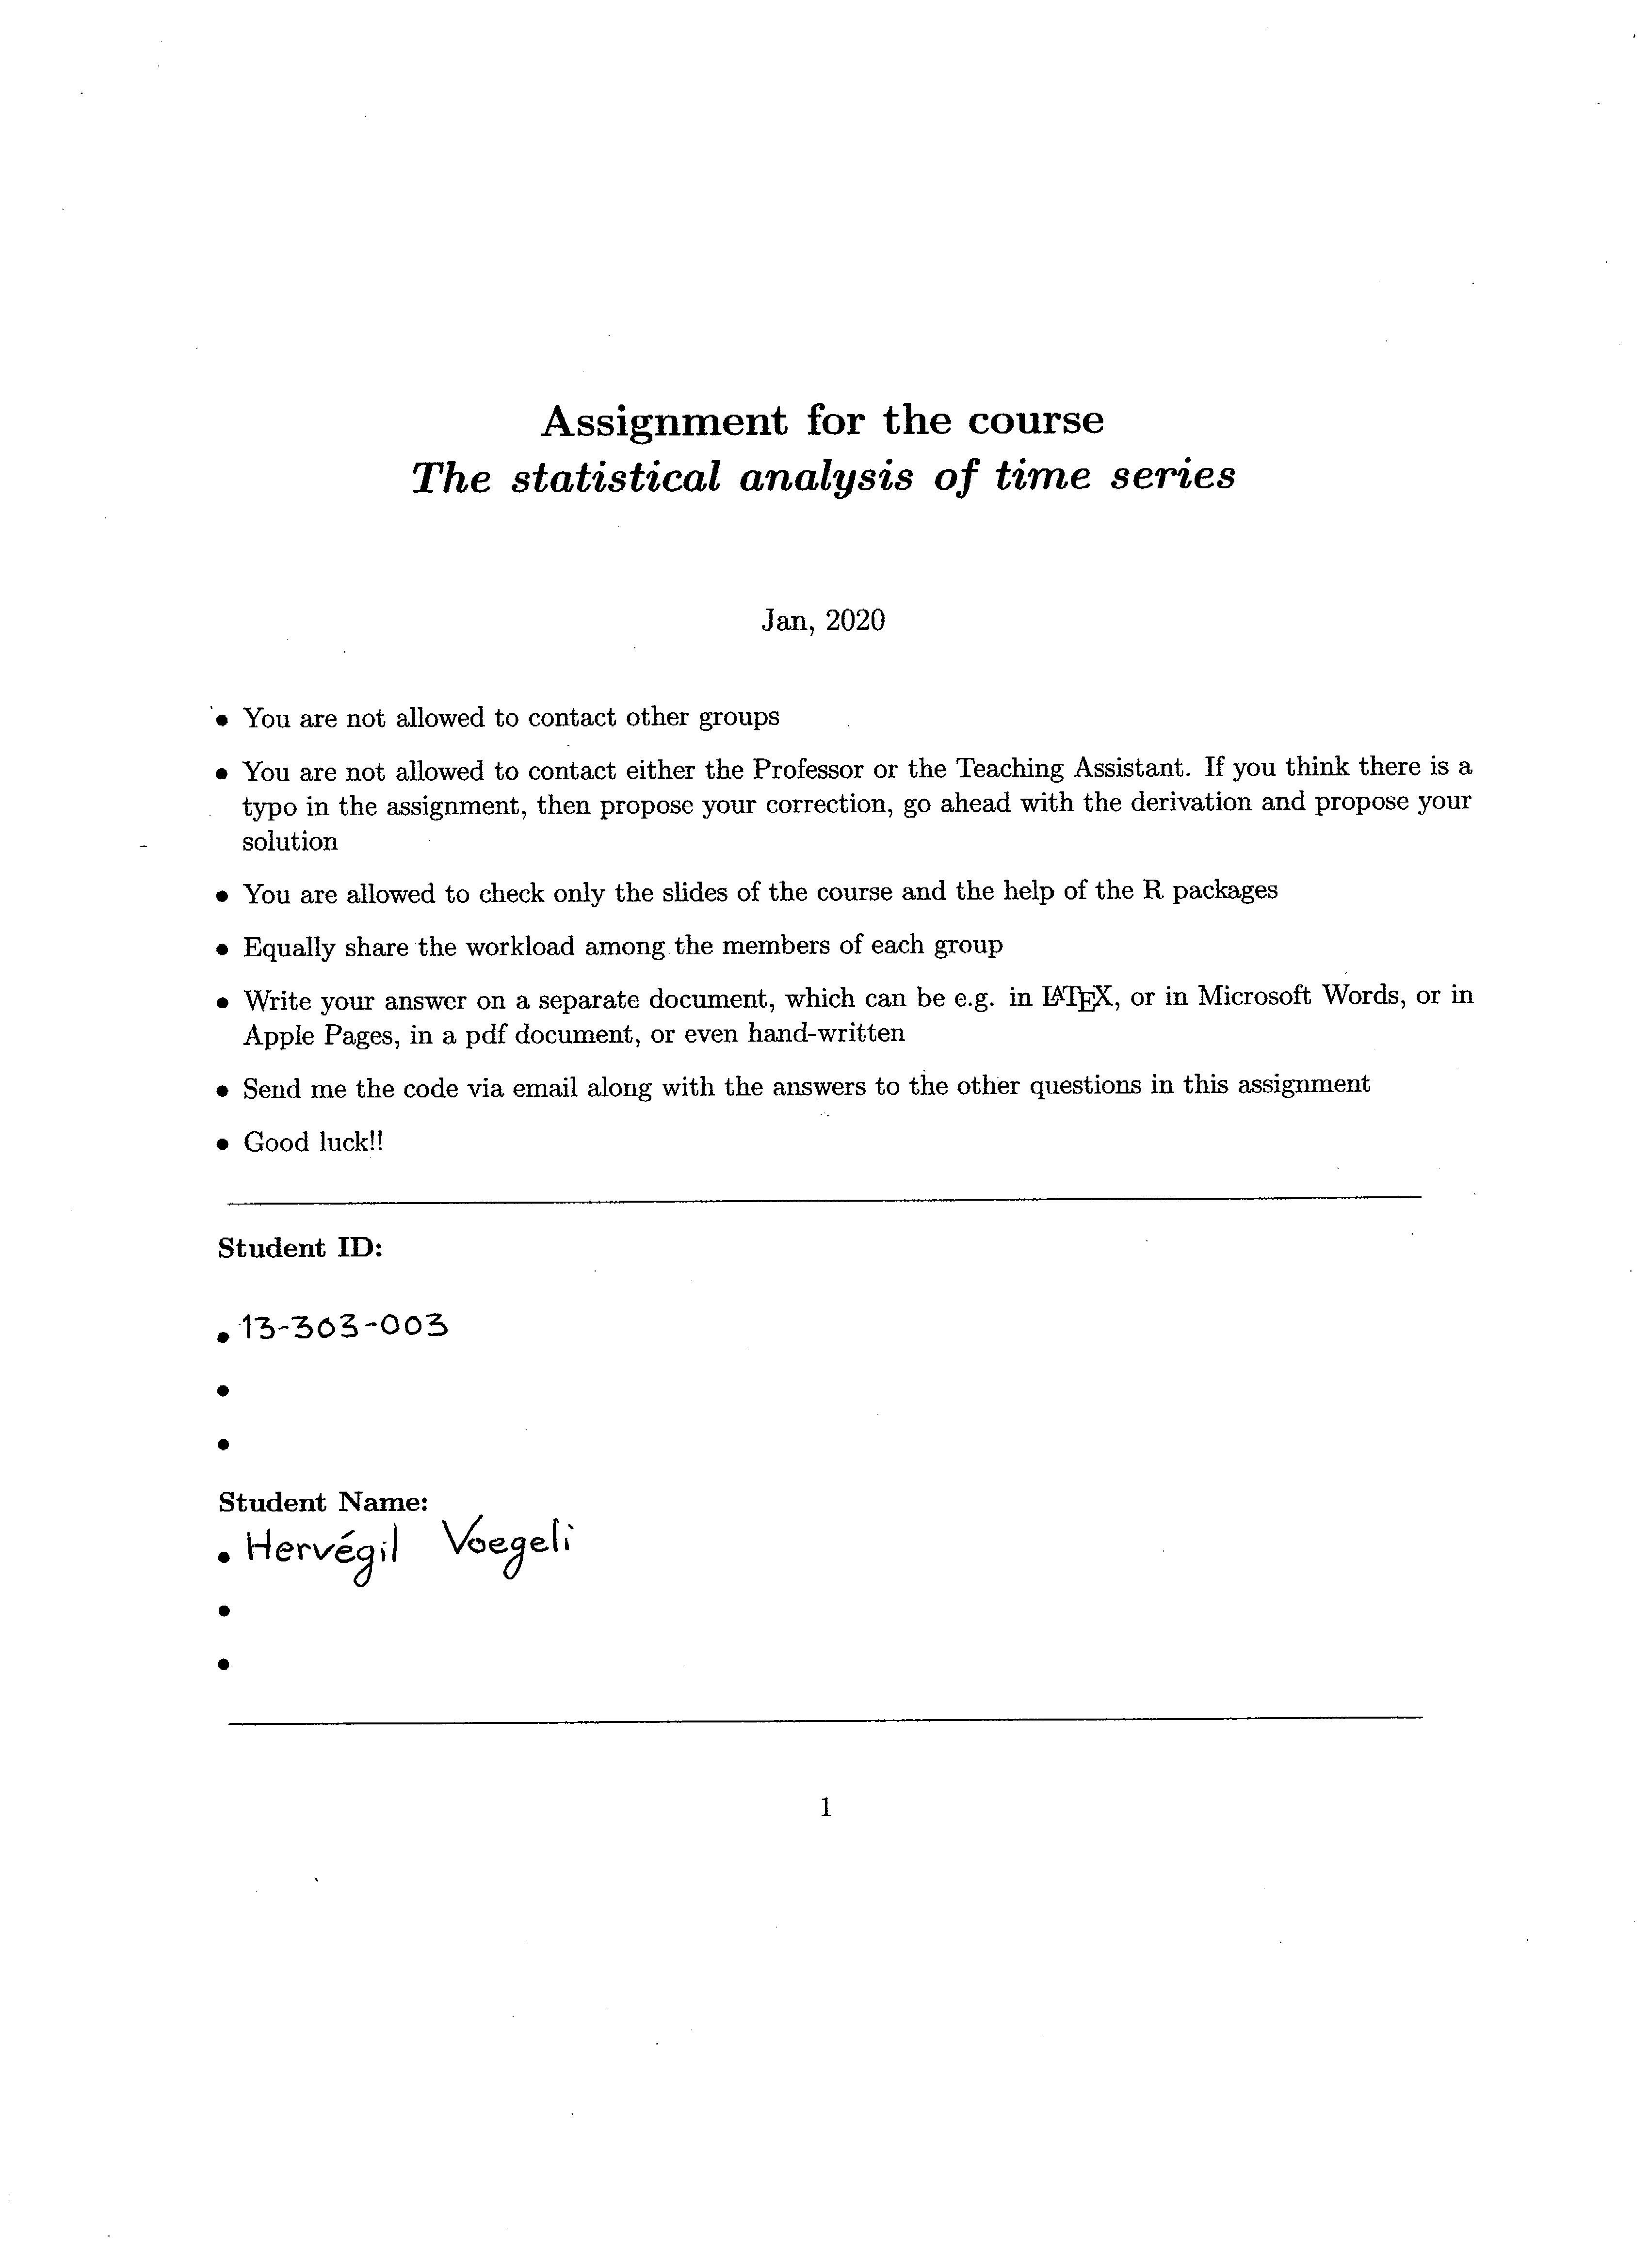 Assignment for the course
The statistical analysis of time series
Jan, 2020
• You are not allowed to contact other groups
• You are not allowed to contact either the Professor or the Teaching Assistant. If you think there is a
typo in the assignment, then propose your correction, go ahead with the derivation and propose your
solution
• You are allowed to check only the slides of the course and the help of the R packages
• Equally share the workload among the members of each group
• Write your answer on a separate document, which can be e.g. in LATEX, or in Microsoft Words, or in
Apple Pages, in a pdf document, or even hand-written
• Send me the code via email along with the answers to the other questions in this assignment
• Good luck!!
Student ID:
• 13-303-003
•
•
Student Name:
• Hervégil Voegeli
•
•
1